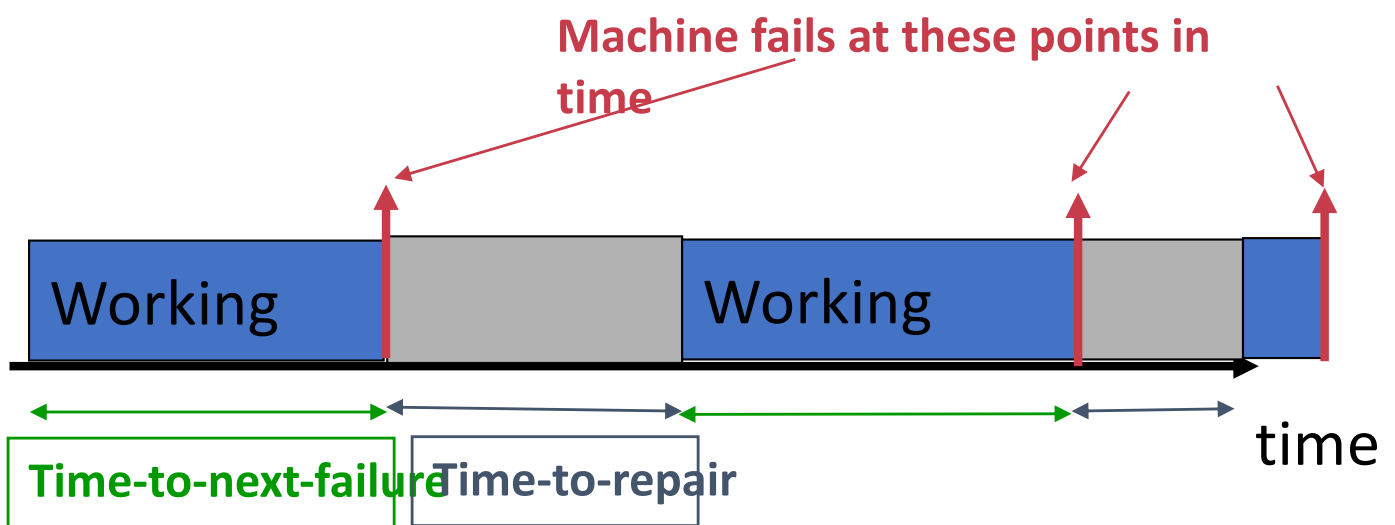 Machine fails at these points in
time
Working
Working
time
Time-to-next-failure
Time-to-repair